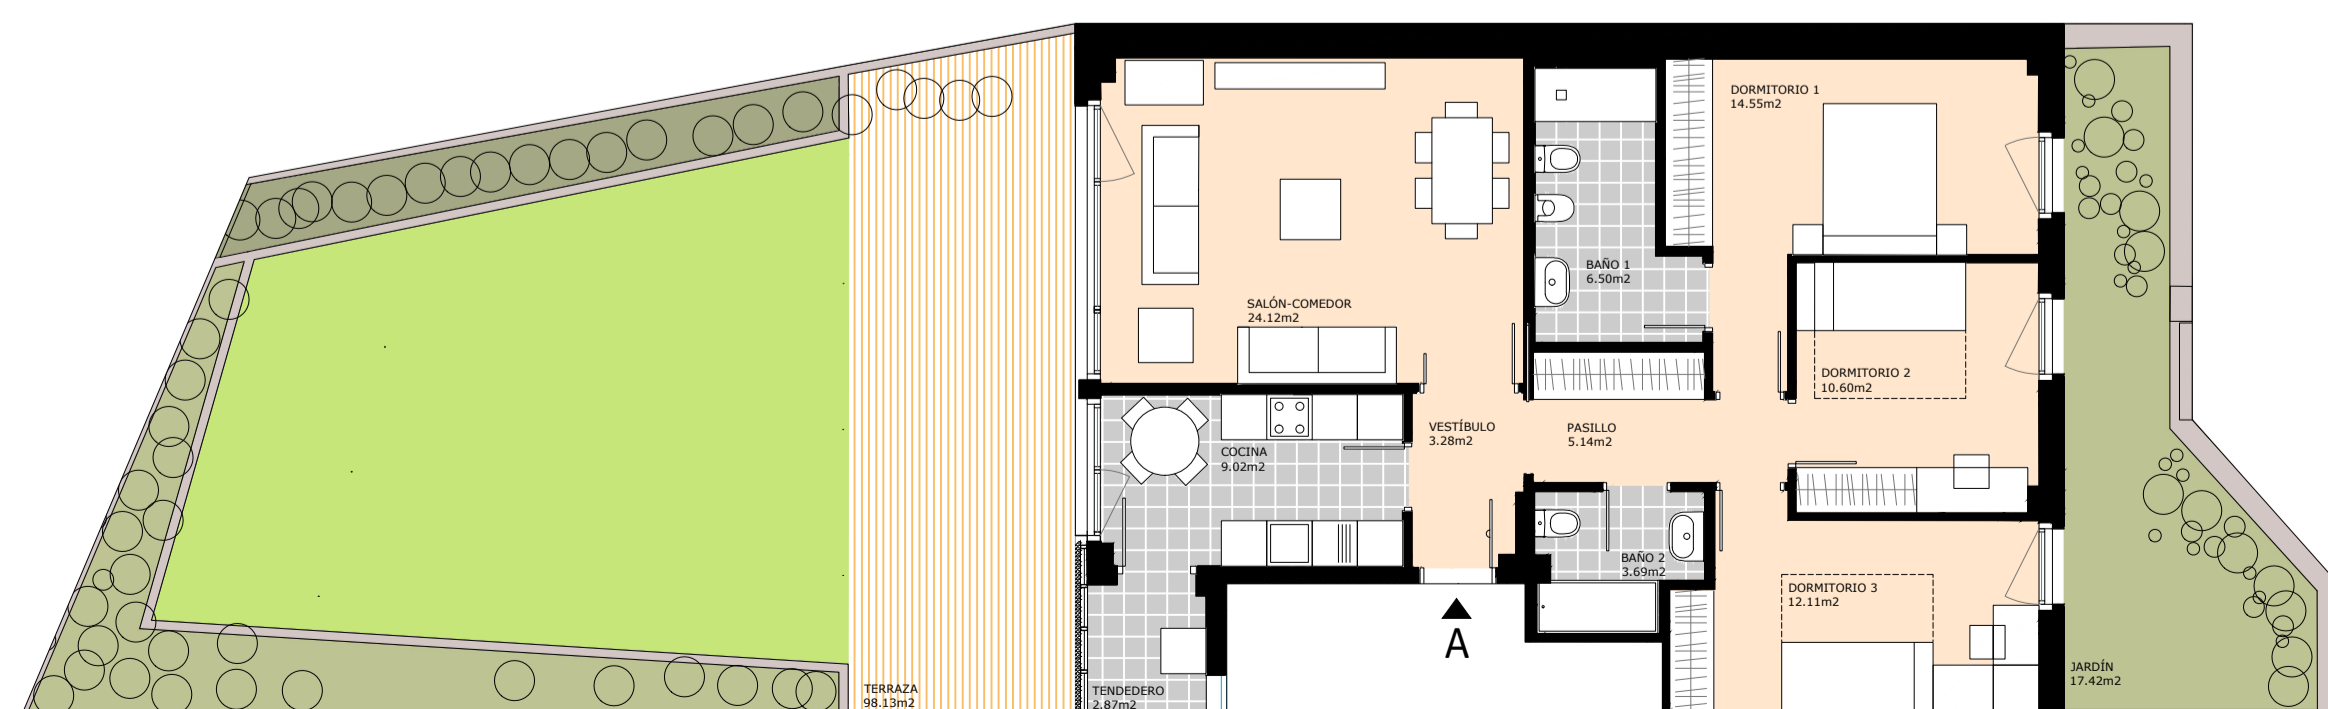 DORMITORIO 1
14.55m2
BAÑO 1
6.50m2
SALÓN-COMEDOR
24.12m2
DORMITORIO 2
10.60m2
VESTÍBULO
3.28m2
PASILLO
5.14m2
COCINA
9.02m2
BAÑO 2
3.69m2
DORMITORIO 3
12.11m2
A
JARDÍN
17.42m2
TERRAZA
98.13m2
TENDEDERO
2.87m2